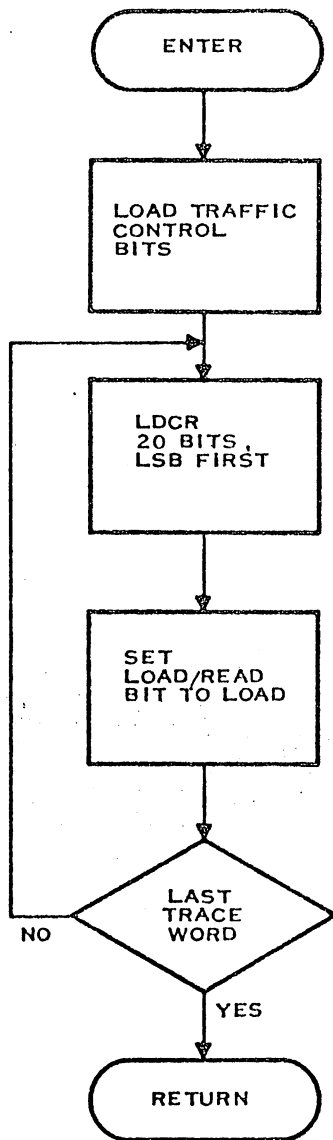 ENTER
LOAD TRAFFIC
CONTROL
BITS
LDCR
20 BITS,
LSB FIRST
SET
LOAD/READ
BIT TO LOAD
LAST
TRACE
WORD
NO
YES
RETURN